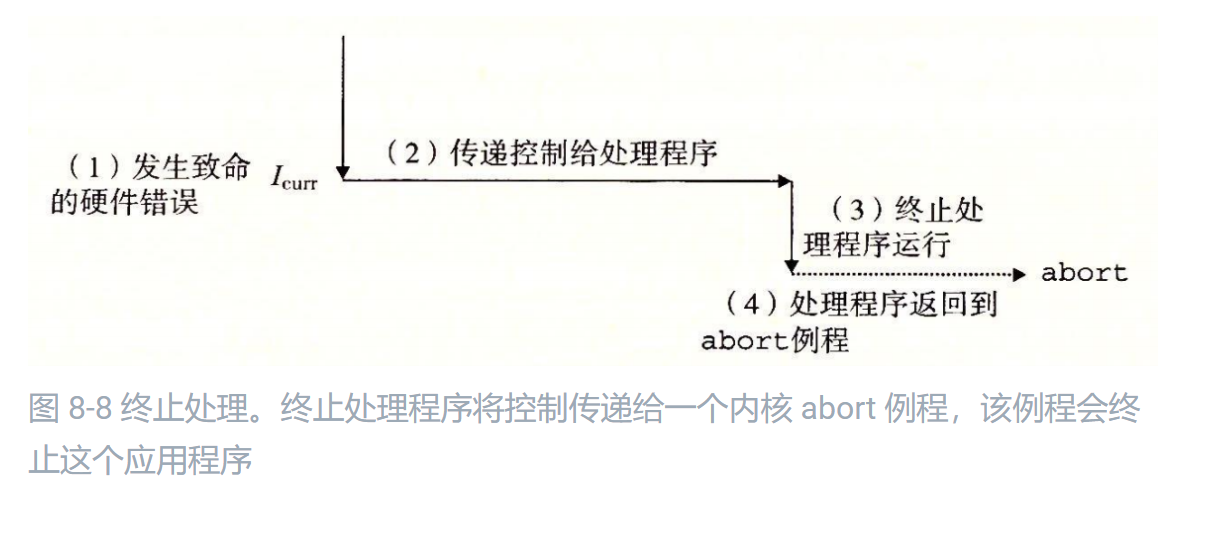 (1) 发生致命
的硬件错误
Icurr
(2) 传递控制给处理程序
(3) 终止处
理程序运行
abort
(4) 处理程序返回到
abort例程
图 8-8 终止处理。终止处理程序将控制传递给一个内核 abort 例程，该例程会终
止这个应用程序